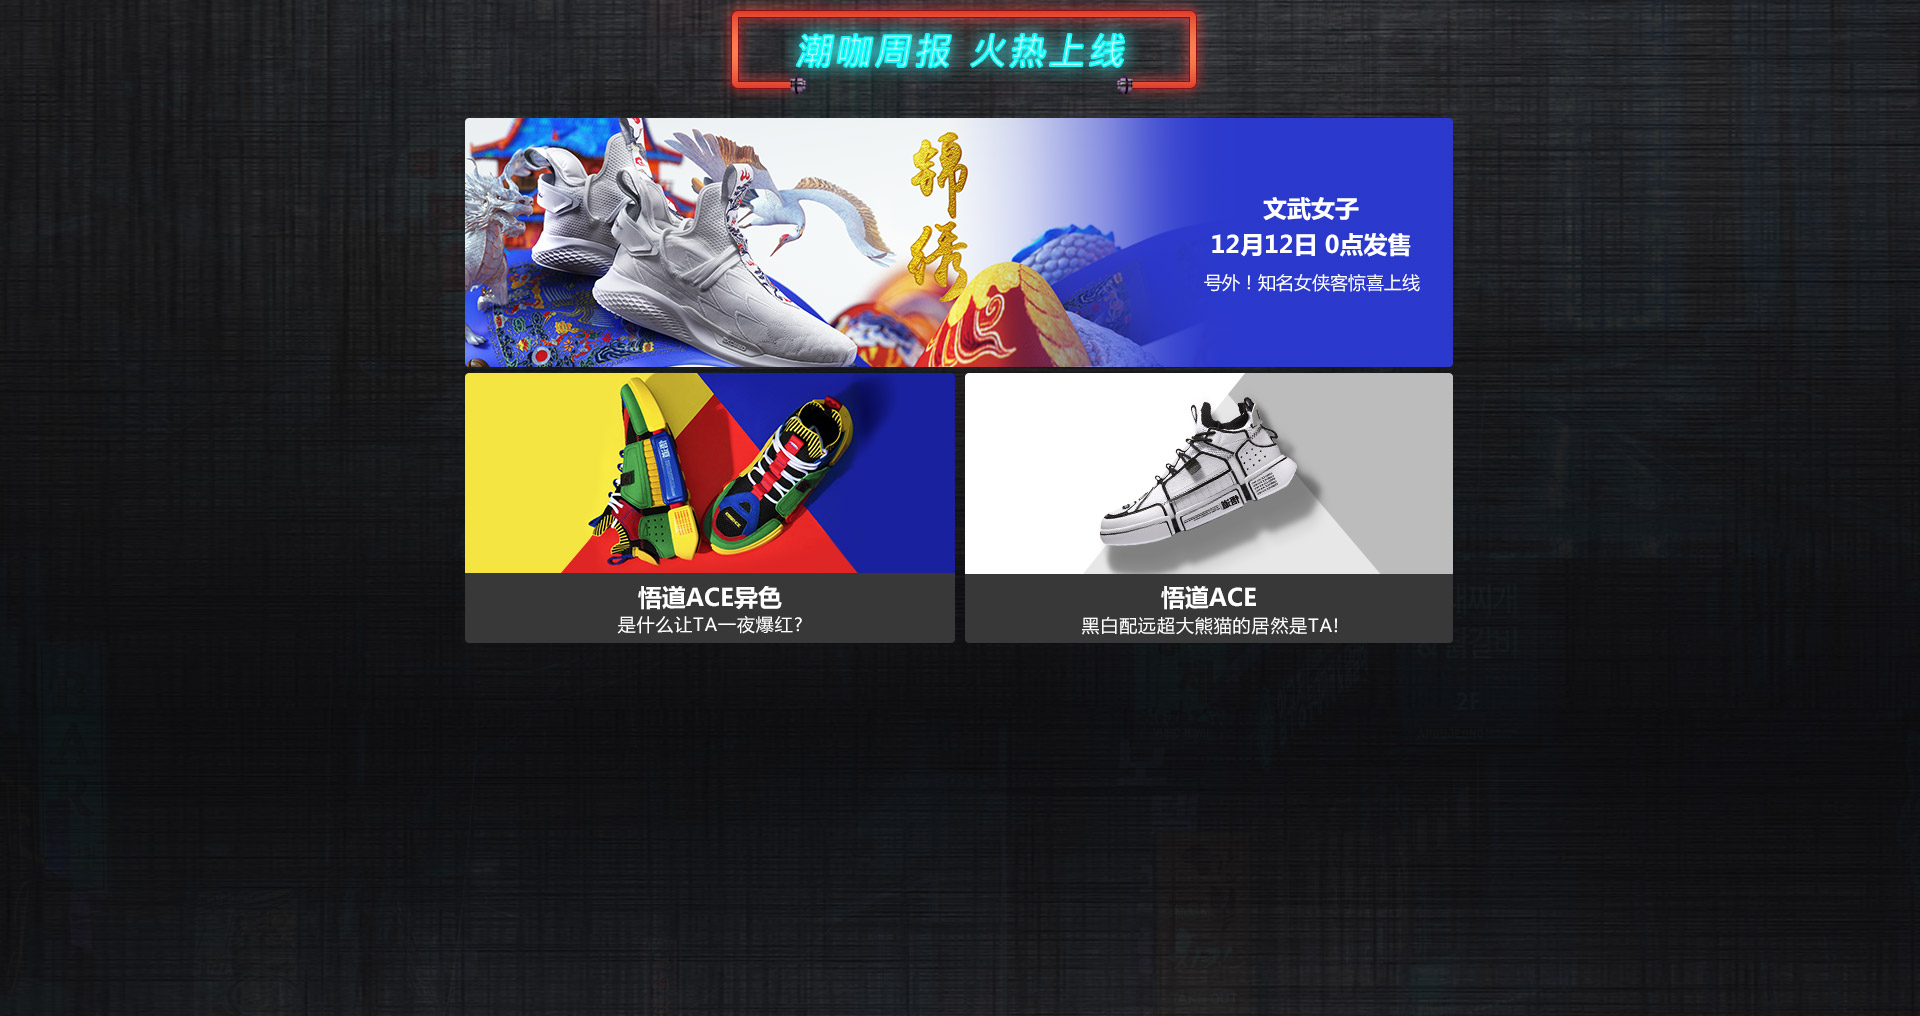 潮咖周报 火热上线
锦绣
文武女子
12月12日 0点发售
号外！知名女侠客惊喜上线
悟道ACE异色
是什么让TA一夜爆红?
悟道ACE
黑白配远超大熊猫的居然是TA!